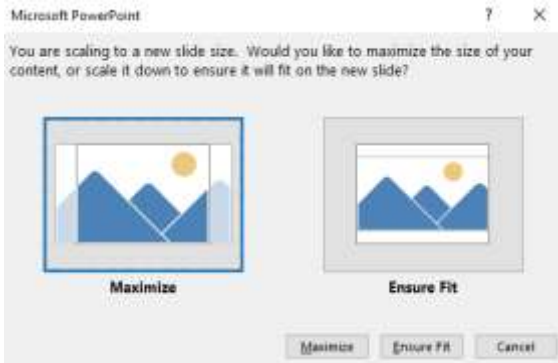 Microsoft PowerPoint ? ×
You are scaling to a new slide size. Would you like to maximize the size of your
content, or scale it down to ensure it will fit on the new slide?
Maximize Ensure Fit
Maximize Ensure Fit Cancel